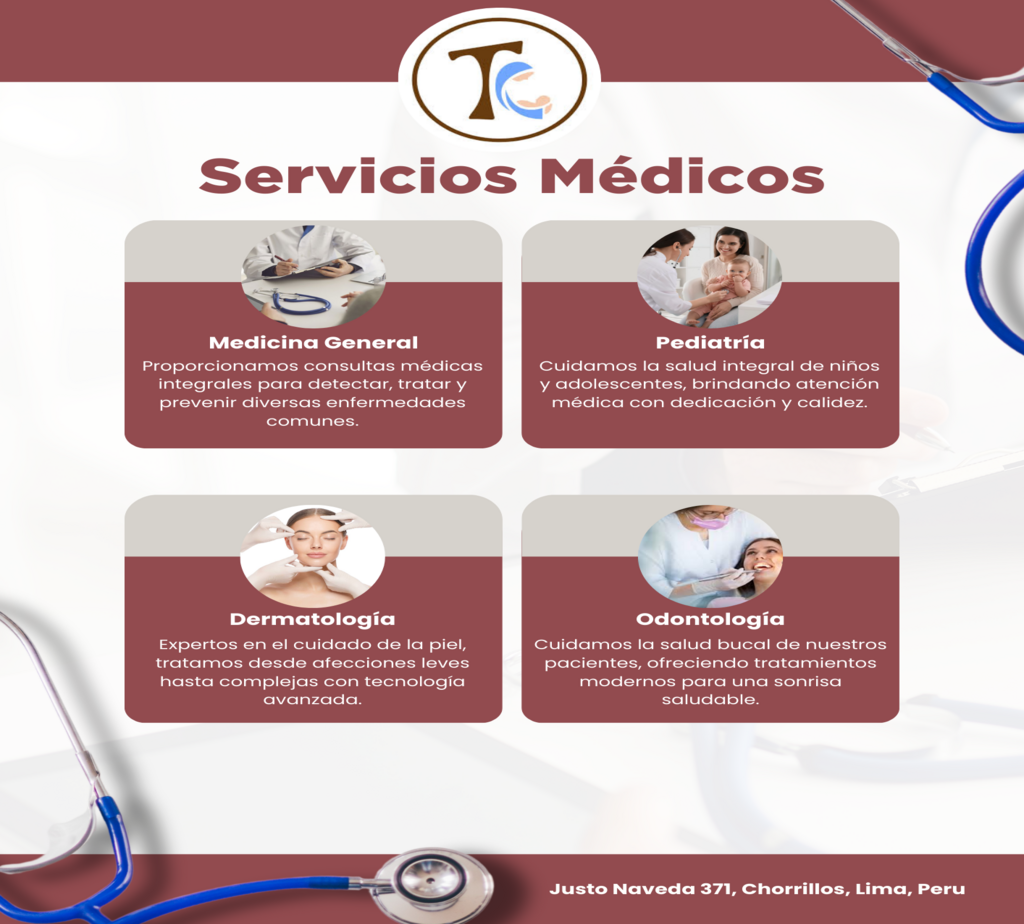 TC
Servicios Médicos
Medicina General
Proporcionamos consultas médicas
integrales para detectar, tratar y
prevenir diversas enfermedades
comunes.
Pediatría
Cuidamos la salud integral de niños
y adolescentes, brindando atención
médica con dedicación y calidez.
Dermatología
Expertos en el cuidado de la piel,
tratamos desde afecciones leves
hasta complejas con tecnología
avanzada.
Odontología
Cuidamos la salud bucal de nuestros
pacientes, ofreciendo tratamientos
modernos para una sonrisa
saludable.
Justo Naveda 371, Chorrillos, Lima, Peru